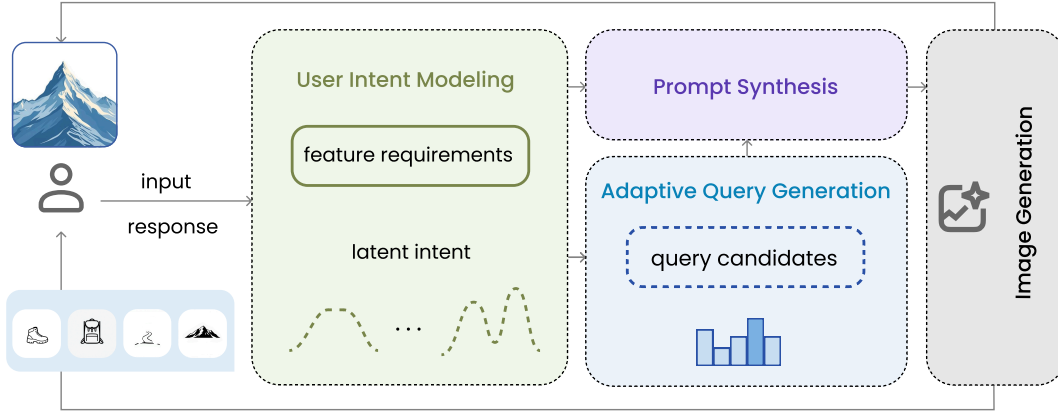 input
response
User Intent Modeling
feature requirements
latent intent
...
Prompt Synthesis
Adaptive Query Generation
query candidates
Image Generation